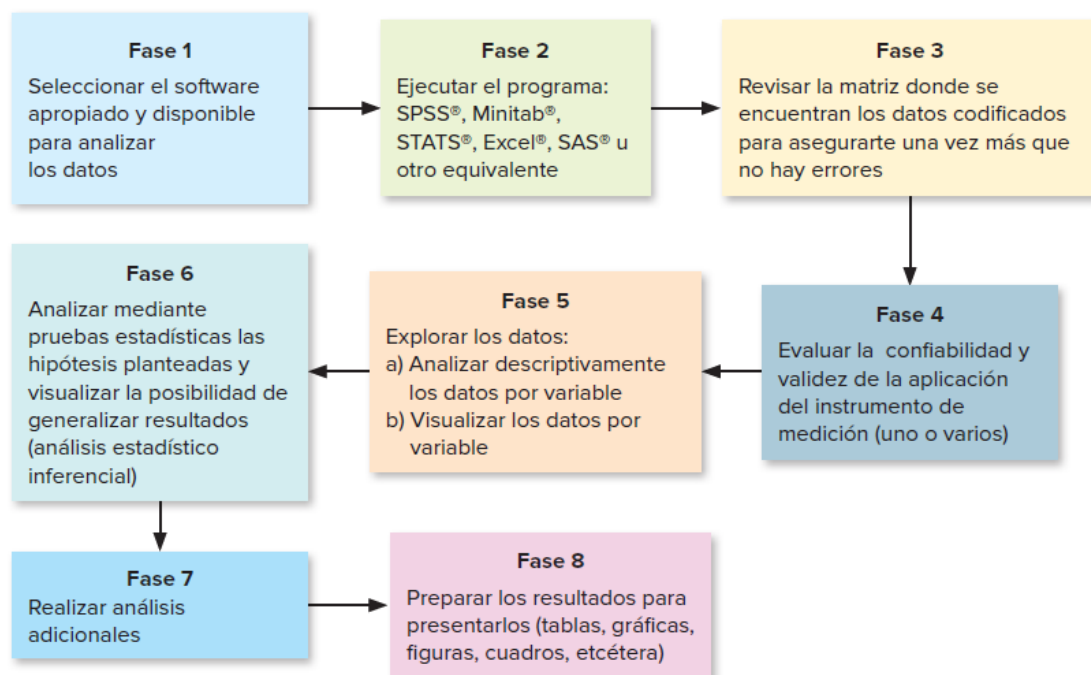 Fase 1
Seleccionar el software
apropiado y disponible
para analizar
los datos
Fase 2
Ejecutar el programa:
SPSS®, Minitab®,
STATS®, Excel®, SAS® u
otro equivalente
Fase 3
Revisar la matriz donde se
encuentran los datos codificados
para asegurarte una vez más que
no hay errores
Fase 4
Evaluar la confiabilidad y
validez de la aplicación
del instrumento de
medición (uno o varios)
Fase 5
Explorar los datos:
a) Analizar descriptivamente
los datos por variable
b) Visualizar los datos por
variable
Fase 6
Analizar mediante
pruebas estadísticas las
hipótesis planteadas y
visualizar la posibilidad de
generalizar resultados
(análisis estadístico
inferencial)
Fase 7
Realizar análisis
adicionales
Fase 8
Preparar los resultados para
presentarlos (tablas, gráficas,
figuras, cuadros, etcétera)